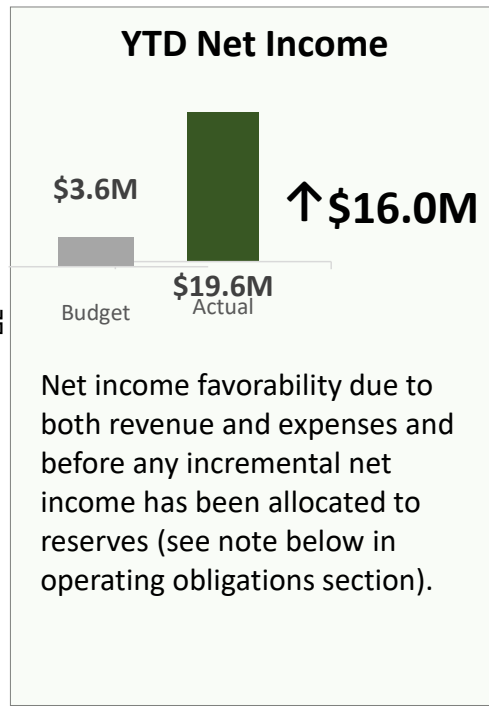 YTD Net Income
$3.6M
↑$16.0M
$19.6M
Budget
Actual
Net income favorability due to
both revenue and expenses and
before any incremental net
income has been allocated to
reserves (see note below in
operating obligations section).